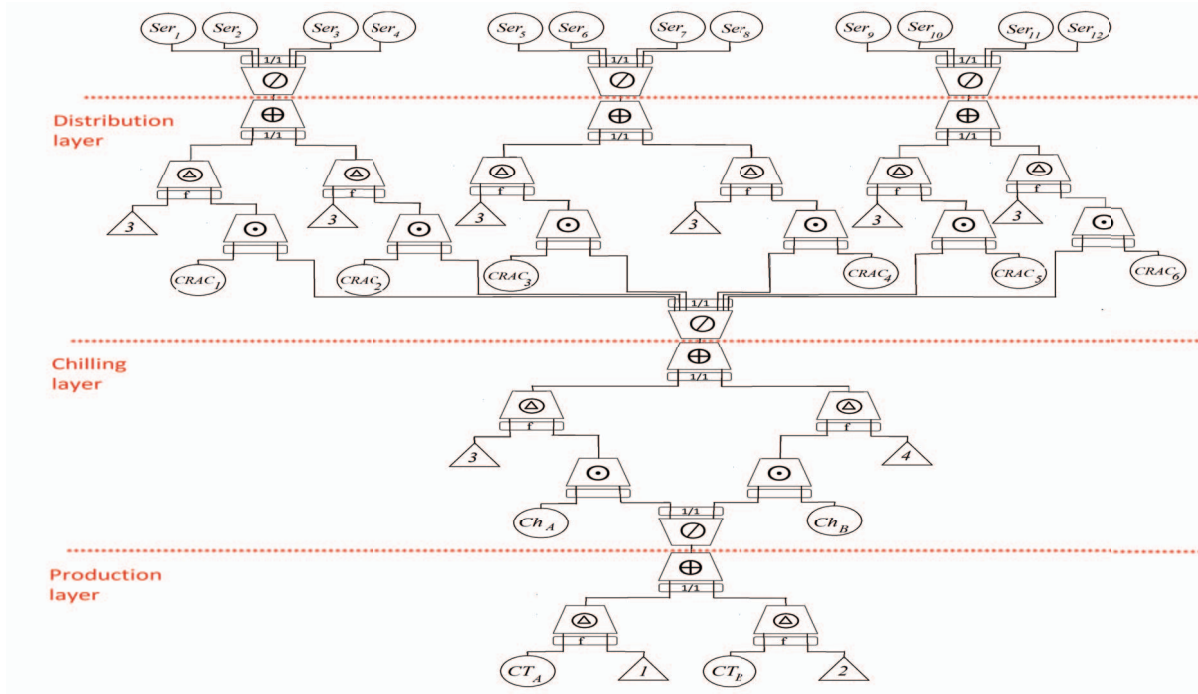 Ser1 Ser2 Ser3 Ser4 Ser5 Ser6 Ser7 Ser8 Ser9 Ser10 Ser11 Ser12
1/1 1/1 1/1
Distribution
layer
1/1 1/1 1/1
f f f f f f
3 3 3 3 3 3
CRAC1 CRAC2 CRAC3 CRAC4 CRAC5 CRAC6
1/1
Chilling
layer
1/1
f f
3 4
ChA ChB
1/1
Production
layer
1/1
f f
CTA 1 CTB 2